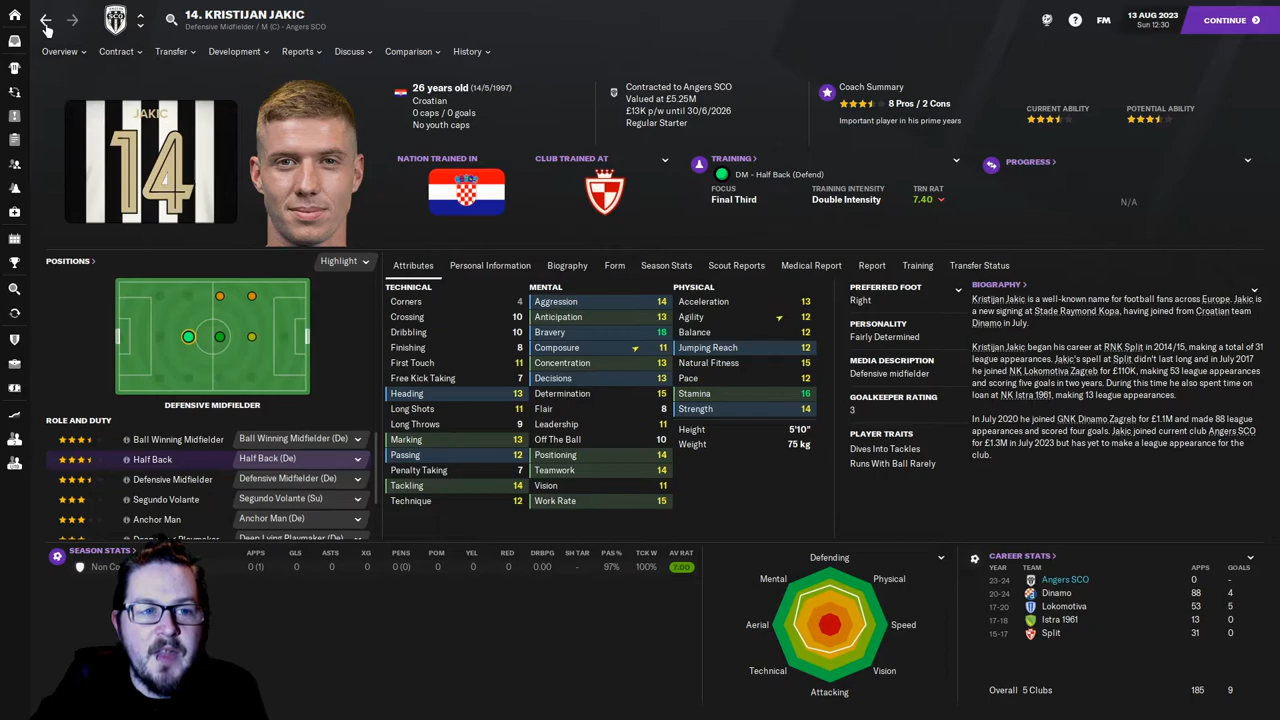 14. KRISTIJAN JAKIC
Defensive Midfielder / M (C) - Angers SCO
FM
13 AUG 2023
Sun 12:30
CONTINUE
Overview
Contract
Transfer
Development
Reports
Discuss
Comparison
History
JAKIC
14
26 years old (14/5/1997)
Croatian
0 caps / 0 goals
No youth caps
Contracted to Angers SCO
Valued at £5.25M
£13K p/w until 30/6/2026
Regular Starter
Coach Summary
8 Pros / 2 Cons
Important player in his prime years
CURRENT ABILITY
POTENTIAL ABILITY
NATION TRAINED IN
CLUB TRAINED AT
TRAINING
DM - Half Back (Defend)
FOCUS
Final Third
TRAINING INTENSITY
Double Intensity
TRN RAT
7.40
PROGRESS
N/A
POSITIONS
Highlight
DEFENSIVE MIDFIELDER
ROLE AND DUTY
Ball Winning Midfielder Ball Winning Midfielder (De)
Half Back Half Back (De)
Defensive Midfielder Defensive Midfielder (De)
Segundo Volante Segundo Volante (Su)
Anchor Man Anchor Man (De)
Deep Lying Playmaker (De)
Attributes
Personal Information
Biography
Form
Season Stats
Scout Reports
Medical Report
Report
Training
Transfer Status
TECHNICAL
Corners 4
Crossing 10
Dribbling 10
Finishing 8
First Touch 11
Free Kick Taking 7
Heading 13
Long Shots 11
Long Throws 9
Marking 13
Passing 12
Penalty Taking 7
Tackling 14
Technique 12
MENTAL
Aggression 14
Anticipation 13
Bravery 18
Composure 11
Concentration 13
Decisions 13
Determination 15
Flair 8
Leadership 11
Off The Ball 10
Positioning 14
Teamwork 14
Vision 11
Work Rate 15
PHYSICAL
Acceleration 13
Agility 12
Balance 12
Jumping Reach 12
Natural Fitness 15
Pace 12
Stamina 16
Strength 14
Height 5'10"
Weight 75 kg
PREFERRED FOOT
Right
PERSONALITY
Fairly Determined
MEDIA DESCRIPTION
Defensive midfielder
GOALKEEPER RATING
3
PLAYER TRAITS
Dives Into Tackles
Runs With Ball Rarely
BIOGRAPHY
Kristijan Jakic is a well-known name for football fans across Europe. Jakic is
a new signing at Stade Raymond Kopa, having joined from Croatian team
Dinamo in July.
Kristijan Jakic began his career at RNK Split in 2014/15, making a total of 31
league appearances. Jakic's spell at Split didn't last long and in July 2017
he joined NK Lokomotiva Zagreb for £110K, making 53 league appearances
and scoring five goals in two years. During this time he also spent time on
loan at NK Istra 1961, making 13 league appearances.
In July 2020 he joined GNK Dinamo Zagreb for £1.1M and made 88 league
appearances and scored four goals. Jakic joined current club Angers SCO
for £1.3M in July 2023 but has yet to make a league appearance for the
club.
SEASON STATS
APPS GLS ASTS XG PENS POM YEL RED DRBPG SH TAR PAS % TCK W AV RAT
Non Co 0 (1) 0 0 0 0 (0) 0 0 0 0.00 - 97% 100% 7.00
Defending
Physical
Speed
Vision
Attacking
Technical
Aerial
Mental
CAREER STATS
YEAR TEAM APPS GOALS
23-24 Angers SCO 0 -
20-24 Dinamo 88 4
17-20 Lokomotiva 53 5
17-18 Istra 1961 13 0
15-17 Split 31 0
Overall 5 Clubs 185 9